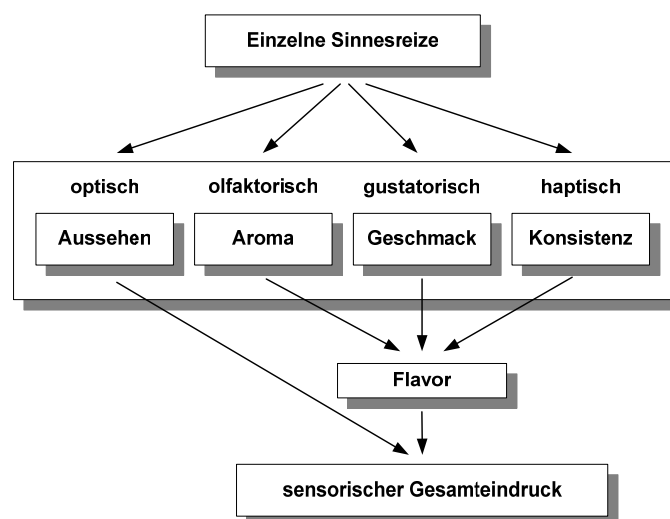 Einzelne Sinnesreize
optisch olfaktorisch gustatorisch haptisch
Aussehen Aroma Geschmack Konsistenz
Flavor
sensorischer Gesamteindruck